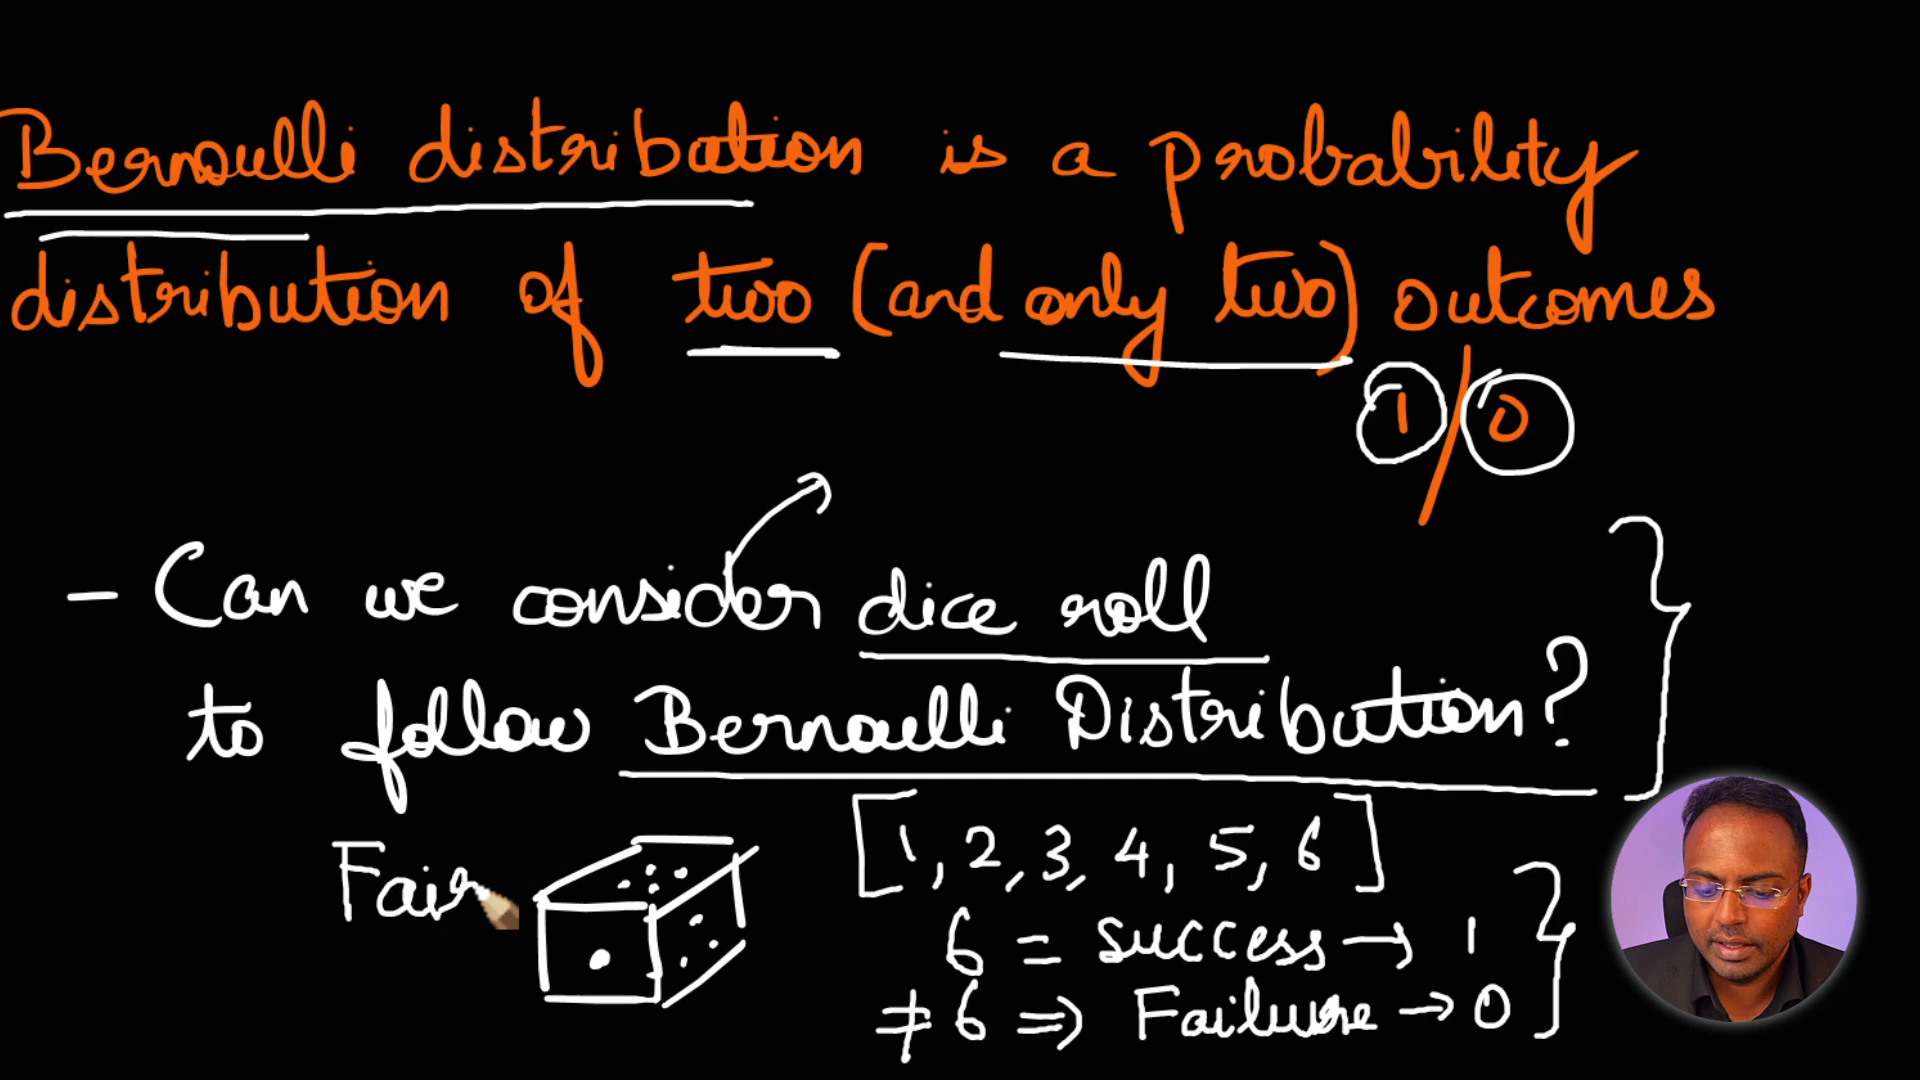 Bernoulli distribution is a probability
distribution of two (and only two) outcomes
1/0
- Can we consider dice roll
to follow Bernoulli Distribution?
[1, 2, 3, 4, 5, 6]
Fair
6 = success → 1
≠ 6 ⇒ Failure → 0